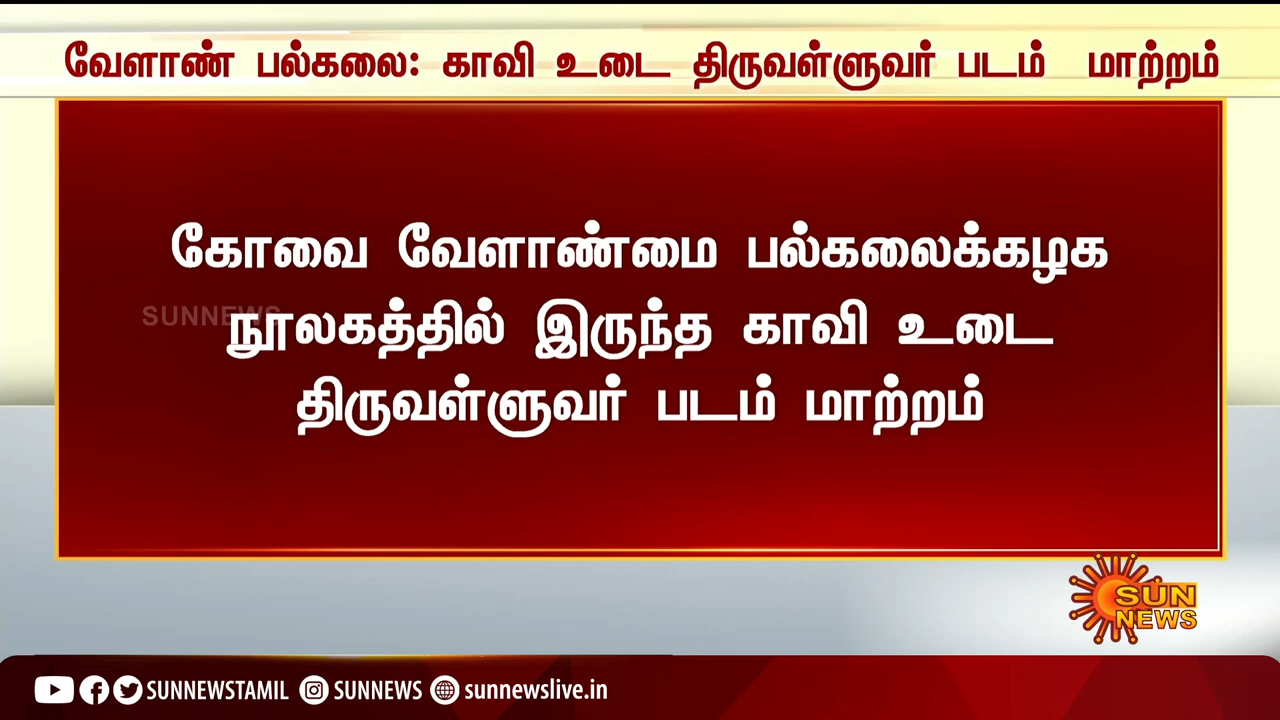 வேளாண் பல்கலை: காவி உடை திருவள்ளுவர் படம் மாற்றம்
கோவை வேளாண்மை பல்கலைக்கழக
SUNNEWS
நூலகத்தில் இருந்த காவி உடை
திருவள்ளுவர் படம் மாற்றம்
SUN
NEWS
SUNNEWSTAMIL SUNNEWS sunnewslive.in